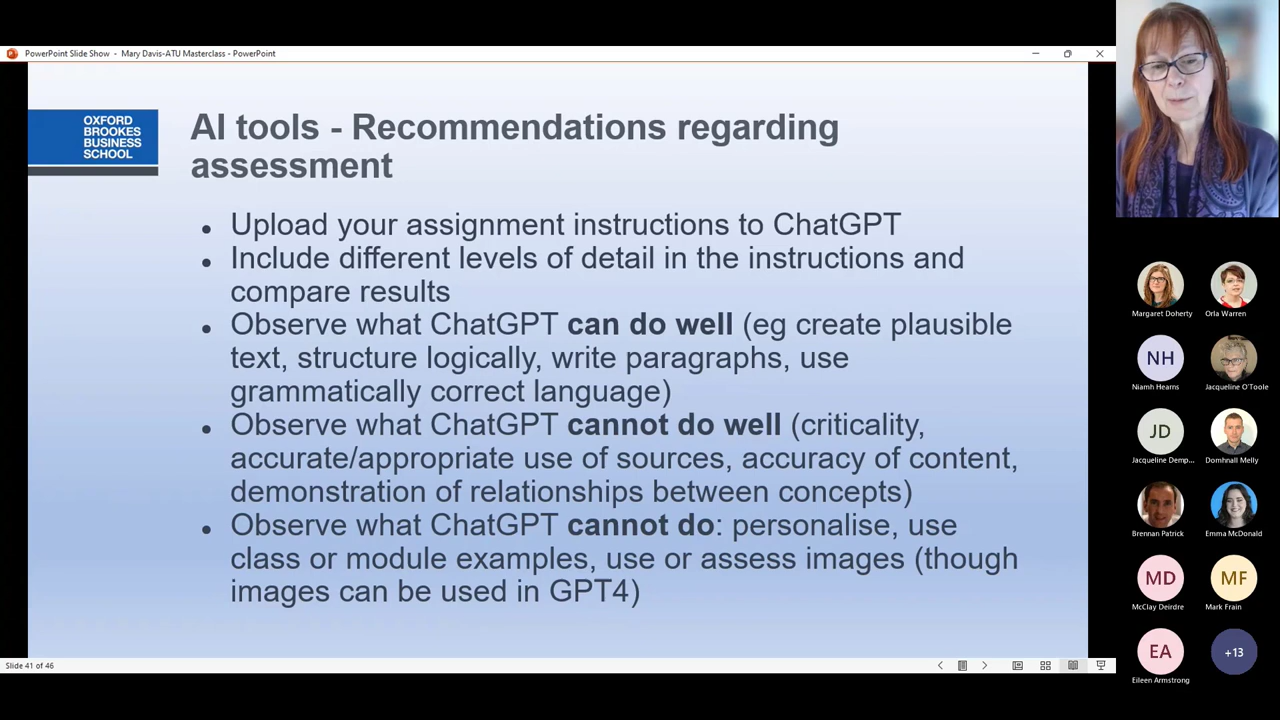 PowerPoint Slide Show - Mary Davis-ATU Masterclass - PowerPoint
OXFORD
BROOKES
BUSINESS
SCHOOL
AI tools - Recommendations regarding
assessment
• Upload your assignment instructions to ChatGPT
• Include different levels of detail in the instructions and
compare results
• Observe what ChatGPT can do well (eg create plausible
text, structure logically, write paragraphs, use
grammatically correct language)
• Observe what ChatGPT cannot do well (criticality,
accurate/appropriate use of sources, accuracy of content,
demonstration of relationships between concepts)
• Observe what ChatGPT cannot do: personalise, use
class or module examples, use or assess images (though
images can be used in GPT4)
Slide 41 of 46
Margaret Doherty
Orla Warren
NH
Niamh Hearns
Jacqueline O'Toole
JD
Jacqueline Demp...
Domhnall Melly
Brennan Patrick
Emma McDonald
MD
McClay Deirdre
MF
Mark Frain
EA
Eileen Armstrong
+13